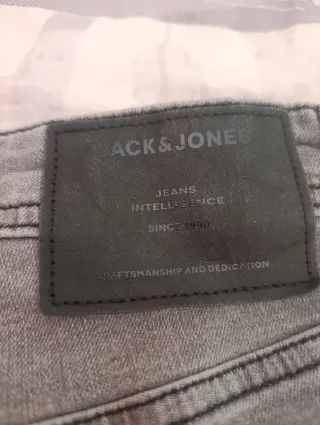 JACK & JONES
JEANS
INTELLIGENCE
SINCE 1990
CRAFTSMANSHIP AND DEDICATION